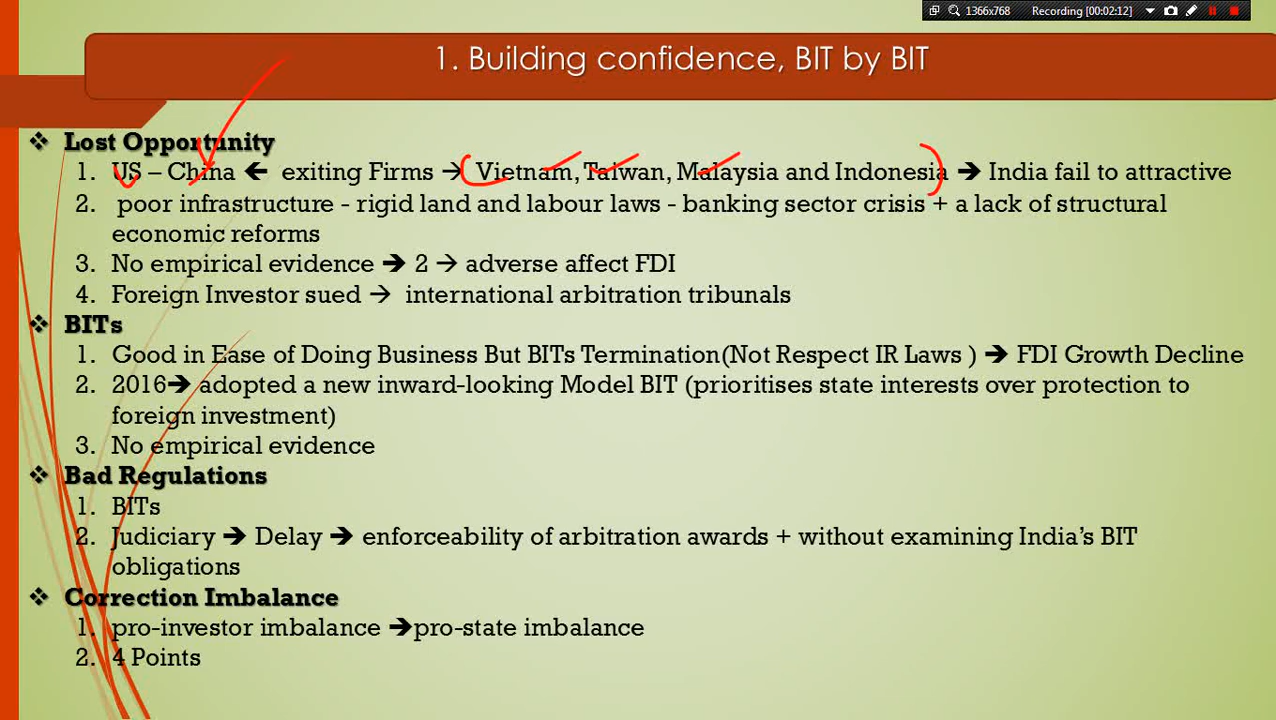 1366x768 Recording [00:02:12]
1. Building confidence, BIT by BIT
❖ Lost Opportunity
1. US – China 🡸 exiting Firms → Vietnam, Taiwan, Malaysia and Indonesia 🡺 India fail to attractive
2. poor infrastructure - rigid land and labour laws - banking sector crisis + a lack of structural
economic reforms
3. No empirical evidence 🡺 2 → adverse affect FDI
4. Foreign Investor sued → international arbitration tribunals
❖ BITs
1. Good in Ease of Doing Business But BITs Termination(Not Respect IR Laws ) 🡺 FDI Growth Decline
2. 2016🡺 adopted a new inward-looking Model BIT (prioritises state interests over protection to
foreign investment)
3. No empirical evidence
❖ Bad Regulations
1. BITs
2. Judiciary 🡺 Delay 🡺 enforceability of arbitration awards + without examining India’s BIT
obligations
❖ Correction Imbalance
1. pro-investor imbalance 🡺pro-state imbalance
2. 4 Points